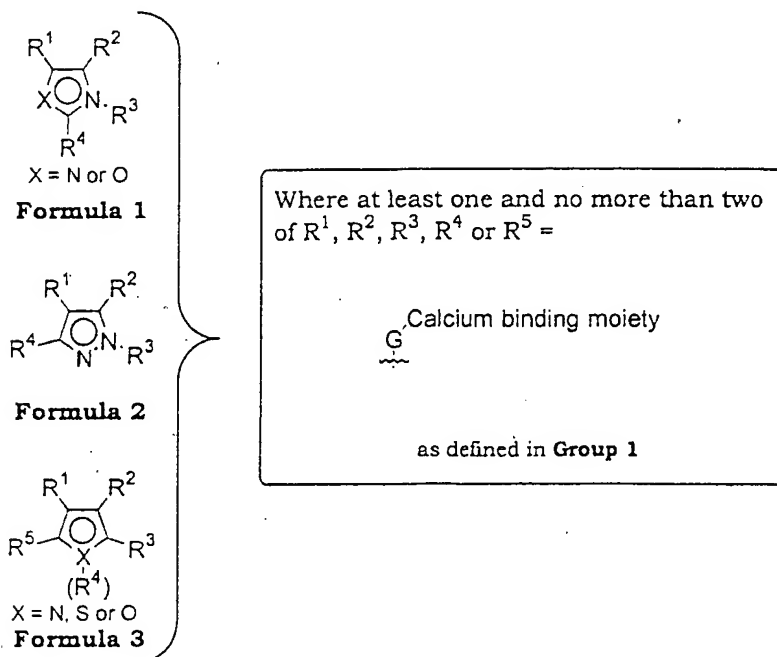 R¹ R²
X N R³
R⁴
X = N or O
Formula 1
R¹ R²
R⁴ N N R³
Formula 2
R¹ R²
R⁵ X R³
(R⁴)
X = N, S or O
Formula 3
Where at least one and no more than two
of R¹, R², R³, R⁴ or R⁵ =
G Calcium binding moiety
as defined in Group 1